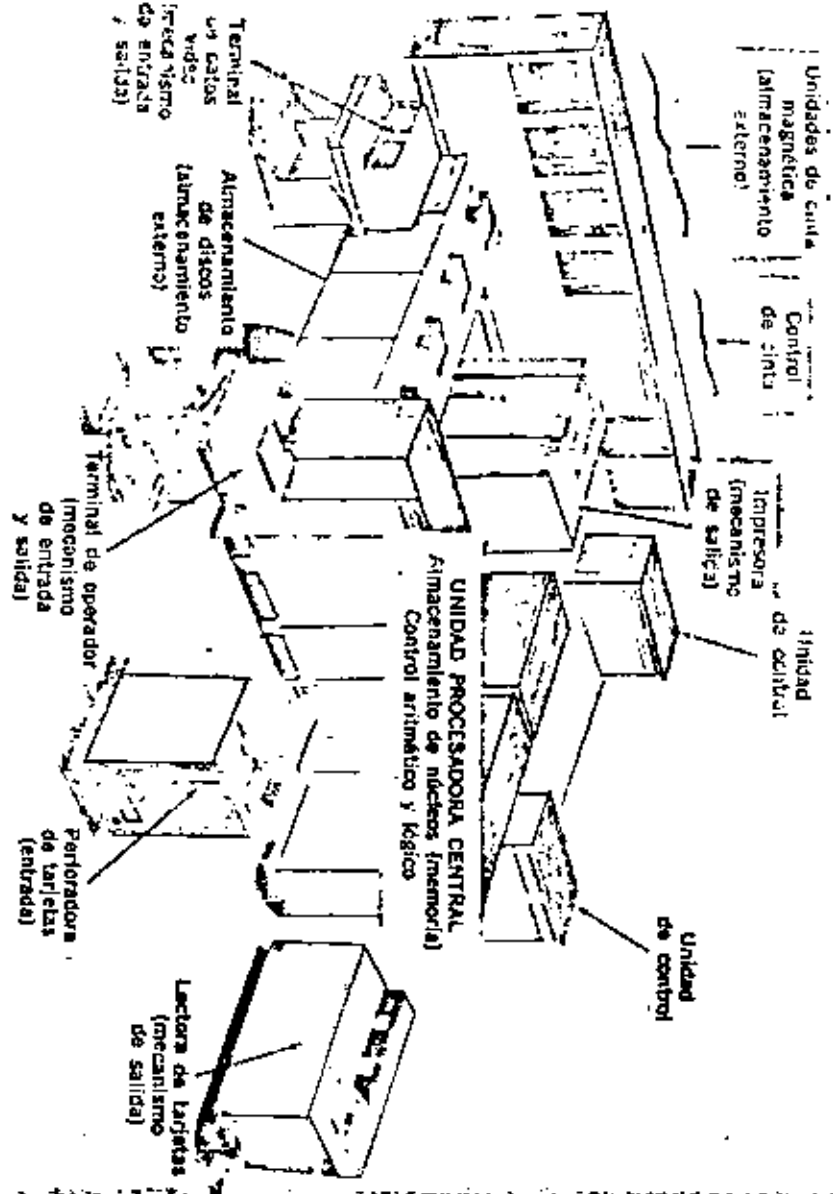 Unidades de cinta
magnética
(almacenamiento
externo)
Control
de cinta
Impresora
(mecanismo
de salida)
Unidad
de control
Unidad
de control
Terminal
de datos
video
(mecanismo
de entrada
y salida)
Almacenamiento
de discos
(almacenamiento
externo)
UNIDAD PROCESADORA CENTRAL
Almacenamiento de núcleos (memoria)
Control aritmético y lógico
Terminal de operador
(mecanismo
de entrada
y salida)
Perforadora
de tarjetas
(entrada)
Lectora de tarjetas
(mecanismo
de salida)